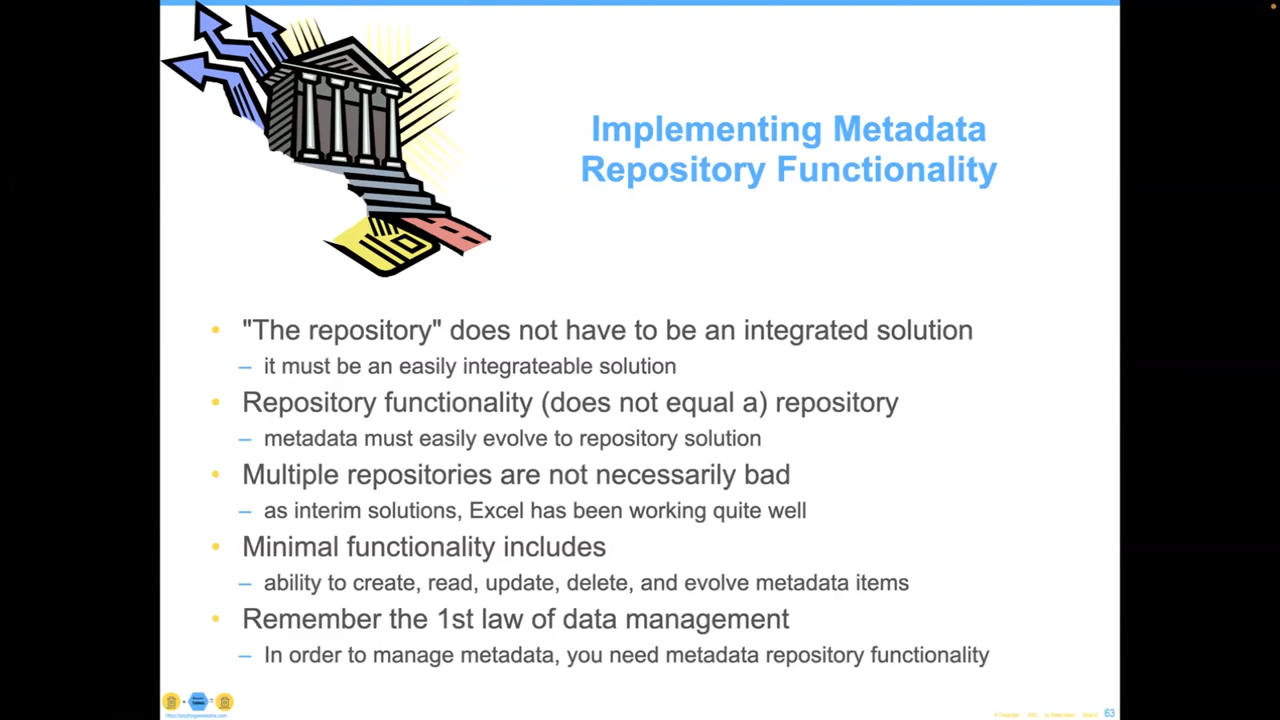 Implementing Metadata
Repository Functionality
• "The repository" does not have to be an integrated solution
– it must be an easily integrateable solution
• Repository functionality (does not equal a) repository
– metadata must easily evolve to repository solution
• Multiple repositories are not necessarily bad
– as interim solutions, Excel has been working quite well
• Minimal functionality includes
– ability to create, read, update, delete, and evolve metadata items
• Remember the 1st law of data management
– In order to manage metadata, you need metadata repository functionality
63